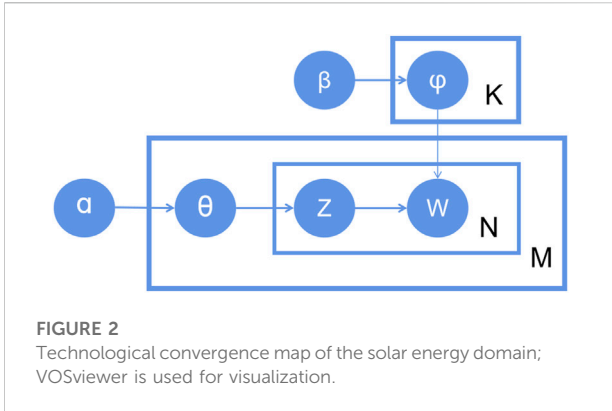 β
φ
K
α
θ
Z
W
N
M
FIGURE 2
Technological convergence map of the solar energy domain;
VOSviewer is used for visualization.